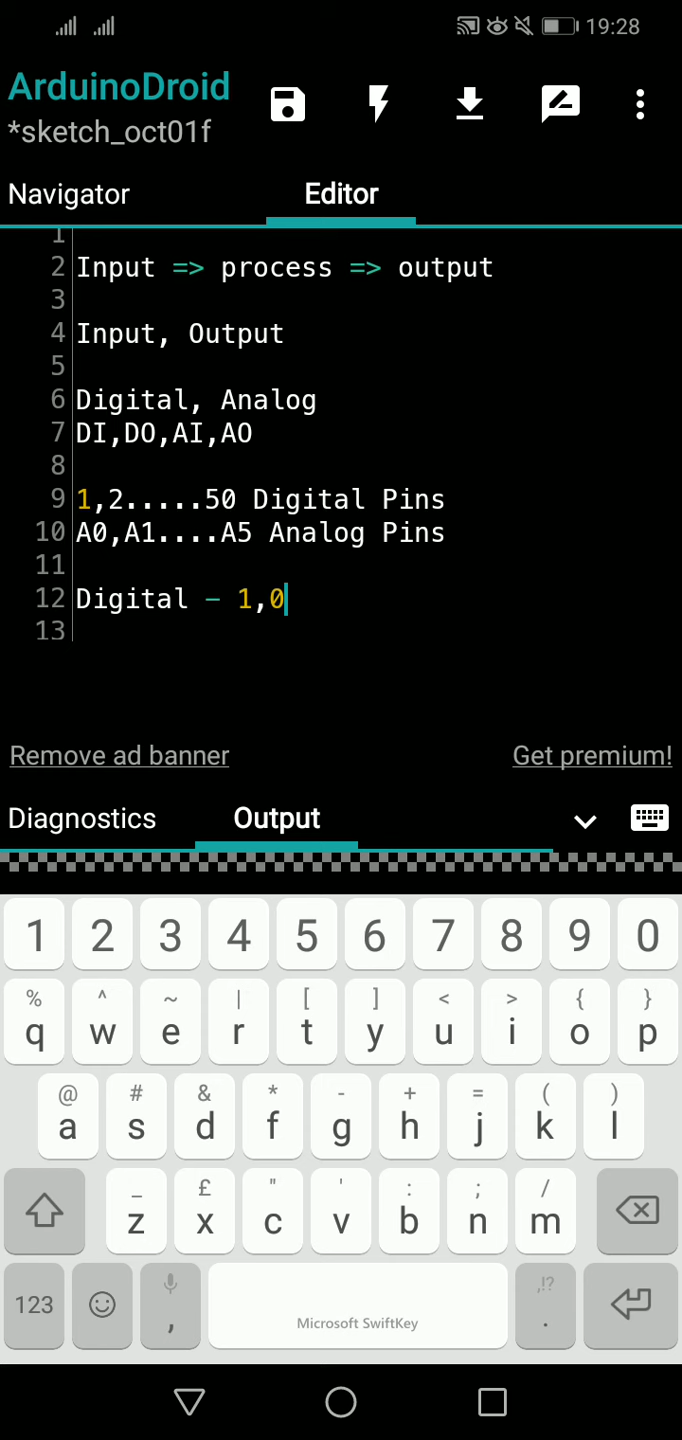 19:28
ArduinoDroid
*sketch_oct01f
Navigator Editor
1
2 Input => process => output
3
4 Input, Output
5
6 Digital, Analog
7 DI,DO,AI,AO
8
9 1,2.....50 Digital Pins
10 A0,A1....A5 Analog Pins
11
12 Digital - 1,0
13
Remove ad banner Get premium!
Diagnostics Output
1 2 3 4 5 6 7 8 9 0
% ^ ~ | [ ] < > { }
q w e r t y u i o p
@ # & * - + = ( )
a s d f g h j k l
_ £ " ' : ; /
z x c v b n m
,!?
123 , Microsoft SwiftKey .